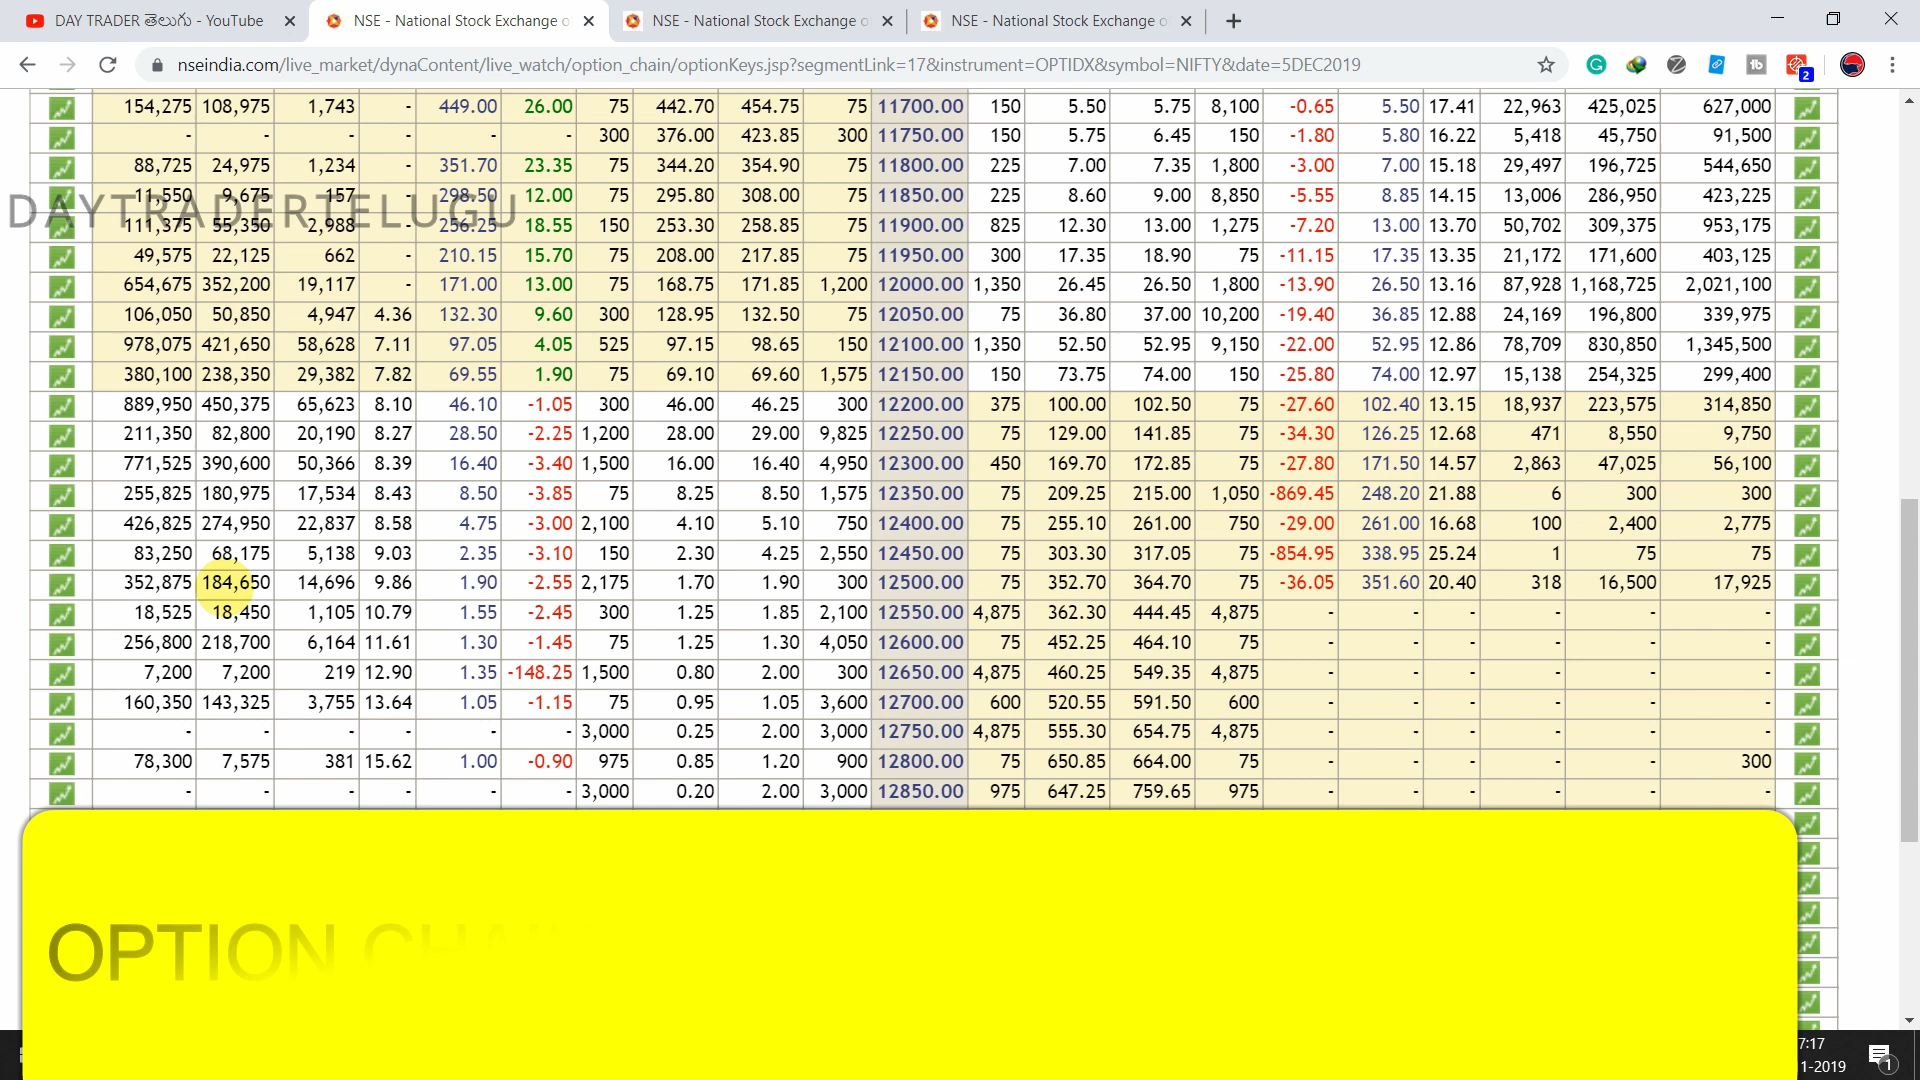 DAY TRADER తెలుగు - YouTube NSE - National Stock Exchange o NSE - National Stock Exchange o NSE - National Stock Exchange o
nseindia.com/live_market/dynaContent/live_watch/option_chain/optionKeys.jsp?segmentLink=17&instrument=OPTIDX&symbol=NIFTY&date=5DEC2019 2
154,275 108,975 1,743 - 449.00 26.00 75 442.70 454.75 75 11700.00 150 5.50 5.75 8,100 -0.65 5.50 17.41 22,963 425,025 627,000
- - - - - - 300 376.00 423.85 300 11750.00 150 5.75 6.45 150 -1.80 5.80 16.22 5,418 45,750 91,500
88,725 24,975 1,234 - 351.70 23.35 75 344.20 354.90 75 11800.00 225 7.00 7.35 1,800 -3.00 7.00 15.18 29,497 196,725 544,650
11,550 9,675 157 - 298.50 12.00 75 295.80 308.00 75 11850.00 225 8.60 9.00 8,850 -5.55 8.85 14.15 13,006 286,950 423,225
DAYTRADERTELUGU
111,375 55,350 2,988 - 256.25 18.55 150 253.30 258.85 75 11900.00 825 12.30 13.00 1,275 -7.20 13.00 13.70 50,702 309,375 953,175
49,575 22,125 662 - 210.15 15.70 75 208.00 217.85 75 11950.00 300 17.35 18.90 75 -11.15 17.35 13.35 21,172 171,600 403,125
654,675 352,200 19,117 - 171.00 13.00 75 168.75 171.85 1,200 12000.00 1,350 26.45 26.50 1,800 -13.90 26.50 13.16 87,928 1,168,725 2,021,100
106,050 50,850 4,947 4.36 132.30 9.60 300 128.95 132.50 75 12050.00 75 36.80 37.00 10,200 -19.40 36.85 12.88 24,169 196,800 339,975
978,075 421,650 58,628 7.11 97.05 4.05 525 97.15 98.65 150 12100.00 1,350 52.50 52.95 9,150 -22.00 52.95 12.86 78,709 830,850 1,345,500
380,100 238,350 29,382 7.82 69.55 1.90 75 69.10 69.60 1,575 12150.00 150 73.75 74.00 150 -25.80 74.00 12.97 15,138 254,325 299,400
889,950 450,375 65,623 8.10 46.10 -1.05 300 46.00 46.25 300 12200.00 375 100.00 102.50 75 -27.60 102.40 13.15 18,937 223,575 314,850
211,350 82,800 20,190 8.27 28.50 -2.25 1,200 28.00 29.00 9,825 12250.00 75 129.00 141.85 75 -34.30 126.25 12.68 471 8,550 9,750
771,525 390,600 50,366 8.39 16.40 -3.40 1,500 16.00 16.40 4,950 12300.00 450 169.70 172.85 75 -27.80 171.50 14.57 2,863 47,025 56,100
255,825 180,975 17,534 8.43 8.50 -3.85 75 8.25 8.50 1,575 12350.00 75 209.25 215.00 1,050 -869.45 248.20 21.88 6 300 300
426,825 274,950 22,837 8.58 4.75 -3.00 2,100 4.10 5.10 750 12400.00 75 255.10 261.00 750 -29.00 261.00 16.68 100 2,400 2,775
83,250 68,175 5,138 9.03 2.35 -3.10 150 2.30 4.25 2,550 12450.00 75 303.30 317.05 75 -854.95 338.95 25.24 1 75 75
352,875 184,650 14,696 9.86 1.90 -2.55 2,175 1.70 1.90 300 12500.00 75 352.70 364.70 75 -36.05 351.60 20.40 318 16,500 17,925
18,525 18,450 1,105 10.79 1.55 -2.45 300 1.25 1.85 2,100 12550.00 4,875 362.30 444.45 4,875 - - - - - -
256,800 218,700 6,164 11.61 1.30 -1.45 75 1.25 1.30 4,050 12600.00 75 452.25 464.10 75 - - - - - -
7,200 7,200 219 12.90 1.35 -148.25 1,500 0.80 2.00 300 12650.00 4,875 460.25 549.35 4,875 - - - - - -
160,350 143,325 3,755 13.64 1.05 -1.15 75 0.95 1.05 3,600 12700.00 600 520.55 591.50 600 - - - - - -
- - - - - - 3,000 0.25 2.00 3,000 12750.00 4,875 555.30 654.75 4,875 - - - - - -
78,300 7,575 381 15.62 1.00 -0.90 975 0.85 1.20 900 12800.00 75 650.85 664.00 75 - - - - - 300
- - - - - - 3,000 0.20 2.00 3,000 12850.00 975 647.25 759.65 975 - - - - - -
OPTION
7:17
1-2019 1